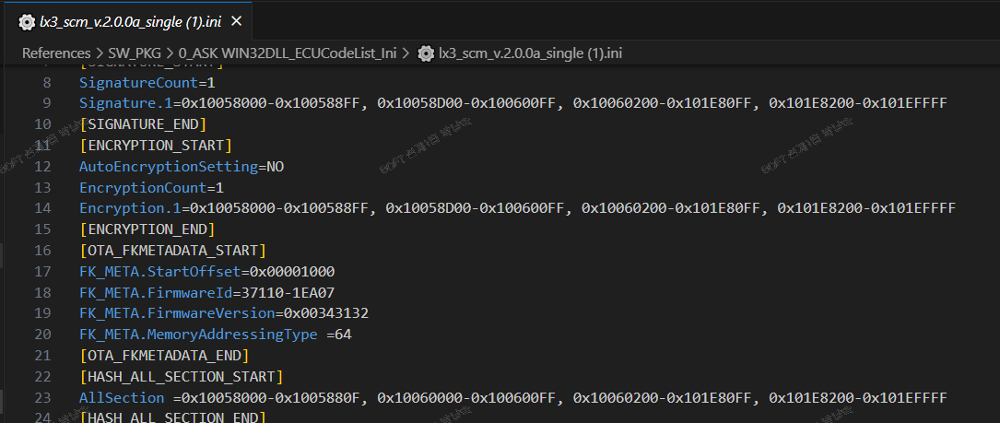 lx3_scm_v.2.0.0a_single (1).ini
References > SW_PKG > 0_ASK WIN32DLL_ECUCodeList_Ini > lx3_scm_v.2.0.0a_single (1).ini
7 [SIGNATURE_START]
8 SignatureCount=1
9 Signature.1=0x10058000-0x100588FF, 0x10058D00-0x100600FF, 0x10060200-0x101E80FF, 0x101E8200-0x101EFFFF
10 [SIGNATURE_END]
11 [ENCRYPTION_START]
12 AutoEncryptionSetting=NO
13 EncryptionCount=1
14 Encryption.1=0x10058000-0x100588FF, 0x10058D00-0x100600FF, 0x10060200-0x101E80FF, 0x101E8200-0x101EFFFF
15 [ENCRYPTION_END]
16 [OTA_FKMETADATA_START]
17 FK_META.StartOffset=0x00001000
18 FK_META.FirmwareId=37110-1EA07
19 FK_META.FirmwareVersion=0x00343132
20 FK_META.MemoryAddressingType =64
21 [OTA_FKMETADATA_END]
22 [HASH_ALL_SECTION_START]
23 AllSection =0x10058000-0x1005880F, 0x10060000-0x100600FF, 0x10060200-0x101E80FF, 0x101E8200-0x101EFFFF
24 [HASH_ALL_SECTION_END]